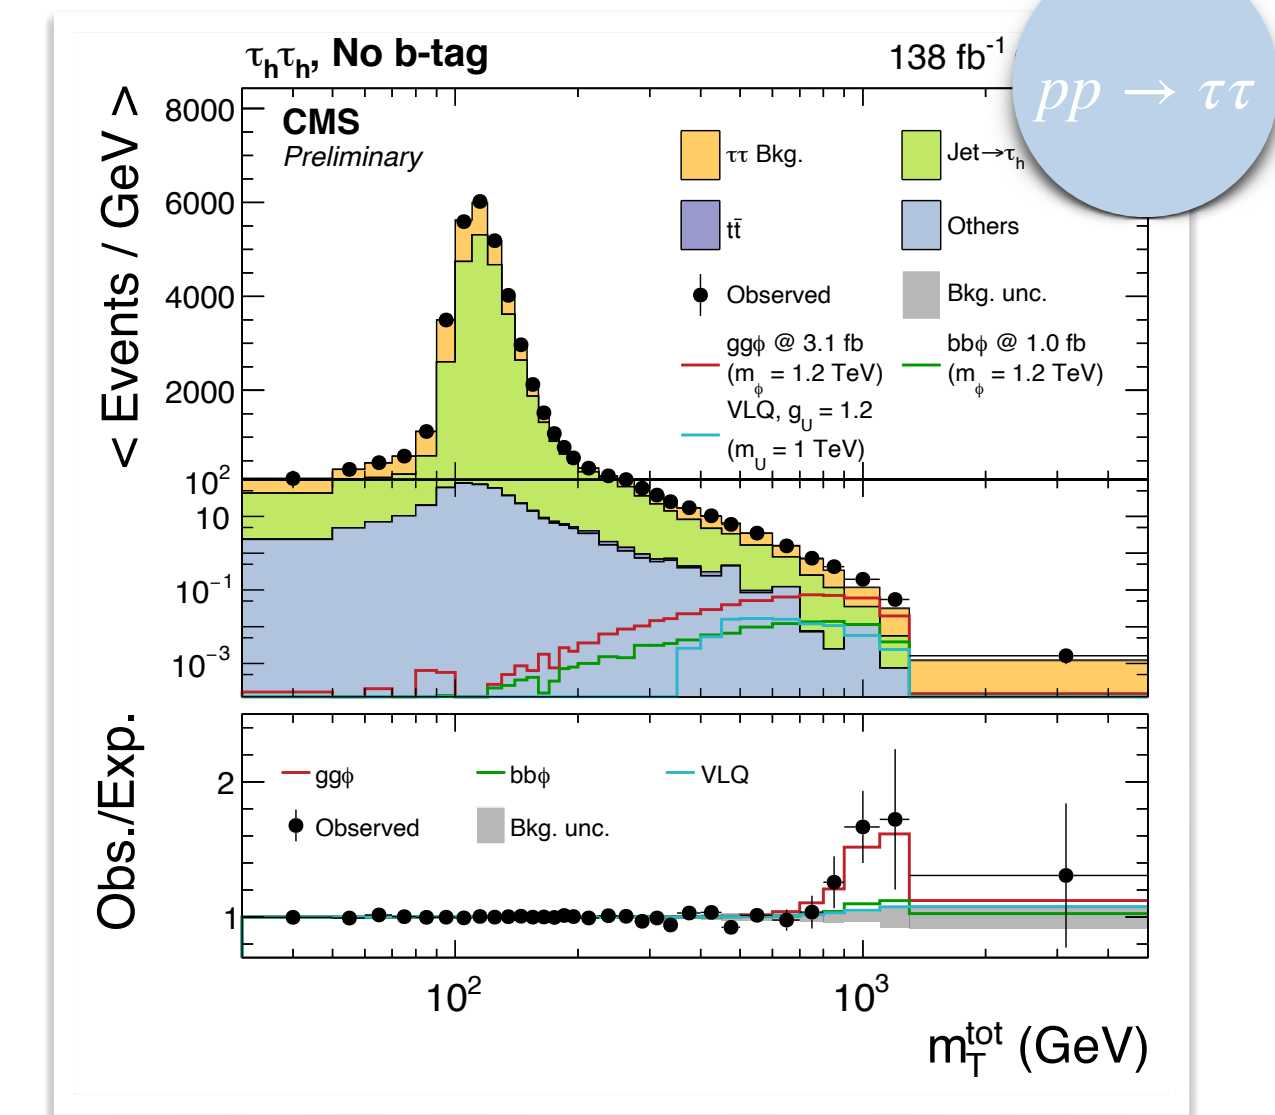 τhτh, No b-tag
138 fb-1
pp → ττ
< Events / GeV >
8000
6000
4000
2000
10²
10
10⁻¹
10⁻³
CMS
Preliminary
ττ Bkg.
Jet→τh
tt̄
Others
Observed
Bkg. unc.
ggϕ @ 3.1 fb
(mϕ = 1.2 TeV)
bbϕ @ 1.0 fb
(mϕ = 1.2 TeV)
VLQ, gU = 1.2
(mU = 1 TeV)
Obs./Exp.
2
1
ggϕ
bbϕ
VLQ
Observed
Bkg. unc.
10²
10³
mTtot (GeV)